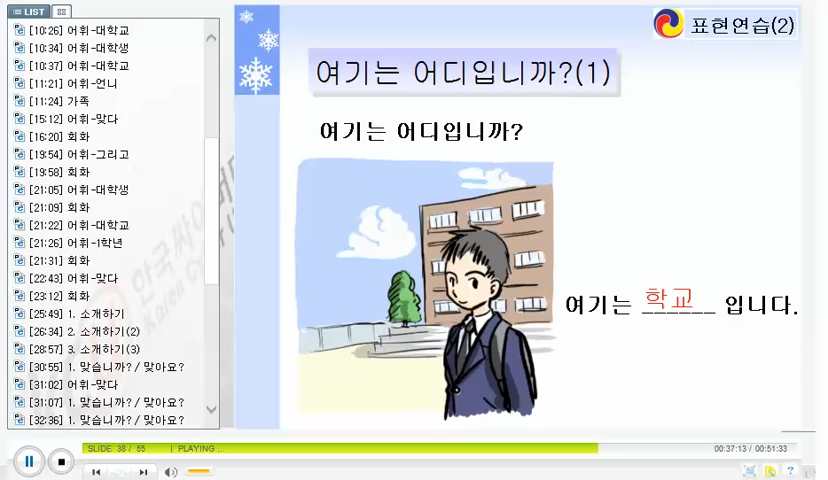 LIST
[10:26] 어휘-대학교
[10:34] 어휘-대학생
[10:37] 어휘-대학교
[11:21] 어휘-언니
[11:24] 가족
[15:12] 어휘-맞다
[16:20] 회화
[19:54] 어휘-그리고
[19:58] 회화
[21:05] 어휘-대학생
[21:09] 회화
[21:22] 어휘-대학교
[21:26] 어휘-1학년
[21:31] 회화
[22:43] 어휘-맞다
[23:12] 회화
[25:49] 1. 소개하기
[26:34] 2. 소개하기(2)
[28:57] 3. 소개하기(3)
[30:55] 1. 맞습니까? / 맞아요?
[31:02] 어휘-맞다
[31:07] 1. 맞습니까? / 맞아요?
[32:36] 1. 맞습니까? / 맞아요?
표현연습(2)
여기는 어디입니까?(1)
여기는 어디입니까?
여기는 학교 입니다.
SLIDE 38 / 55 | PLAYING ...
00:37:13 / 00:51:33